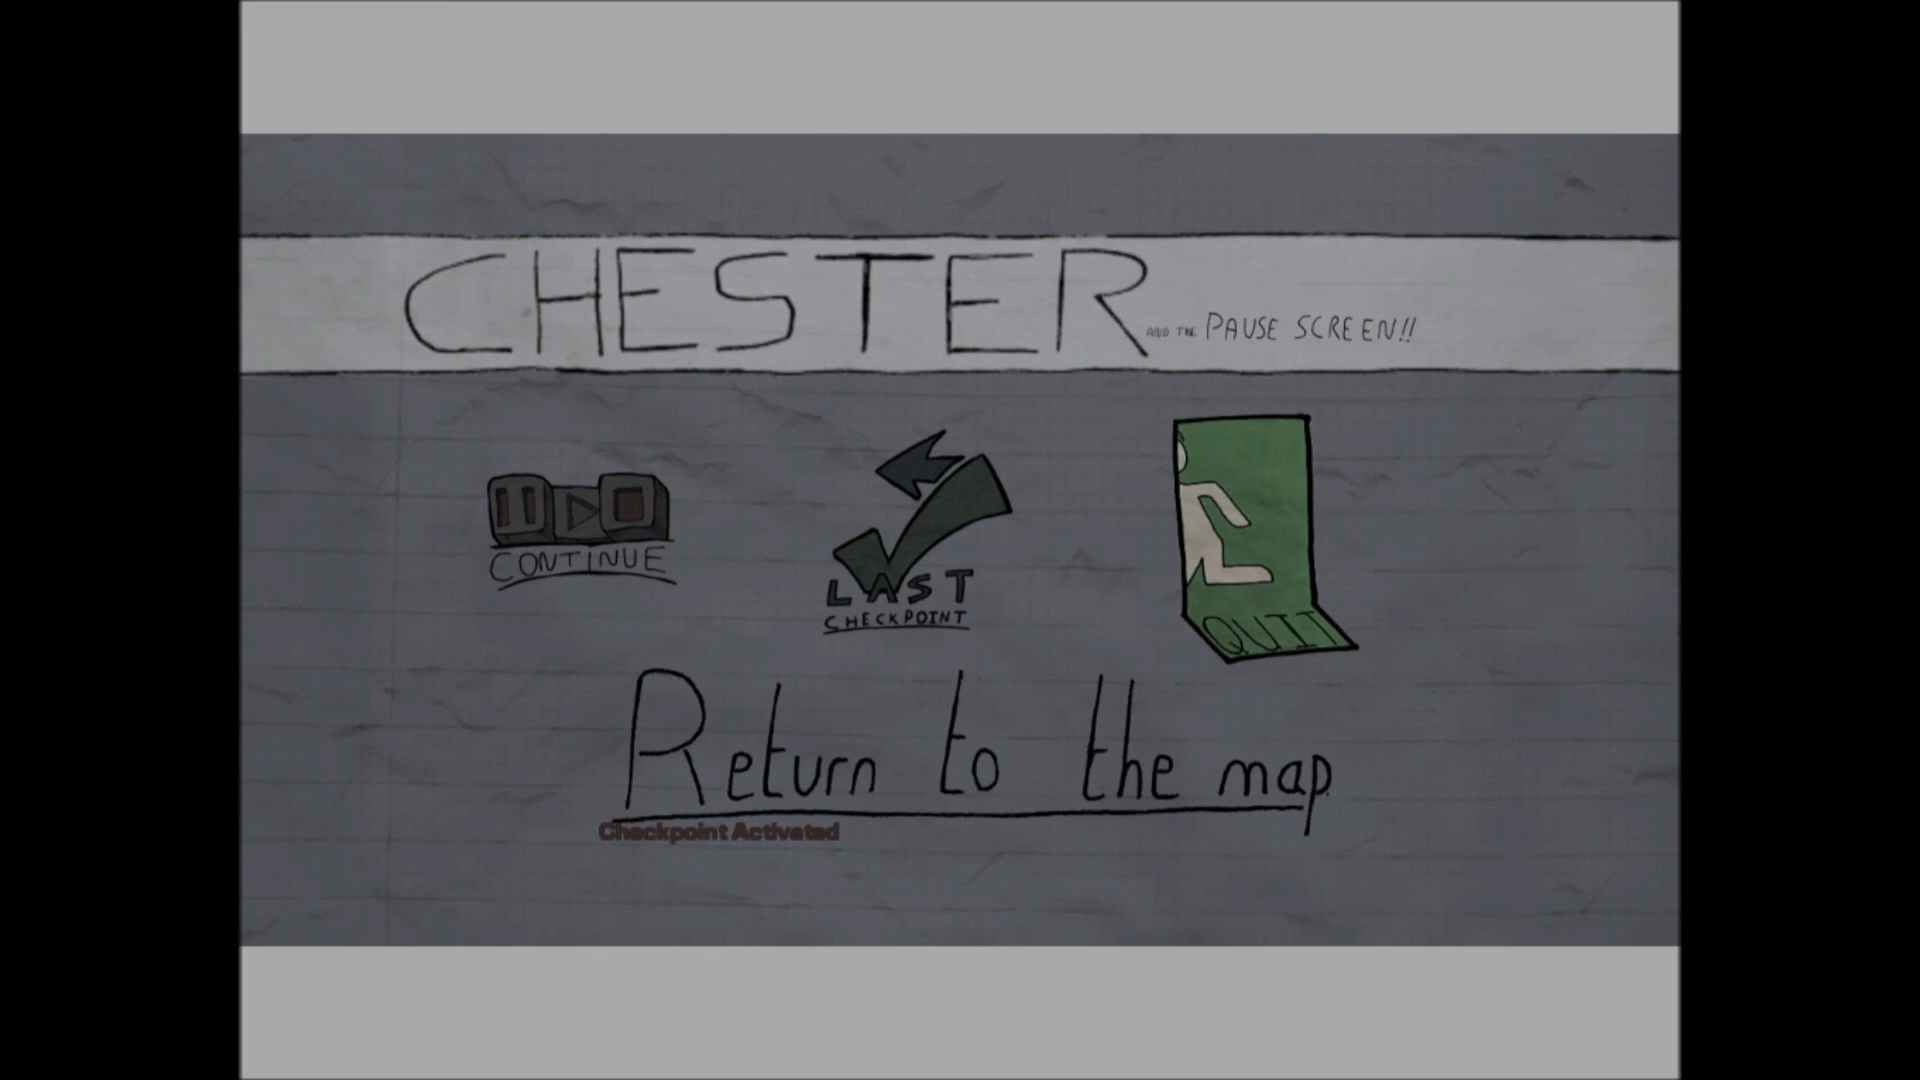 CHESTER AND THE PAUSE SCREEN!!
CONTINUE
LAST
CHECKPOINT
QUIT
Return to the map
Checkpoint Activated